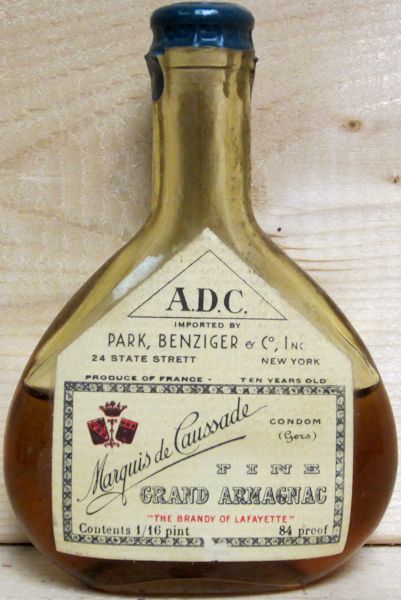 A.D.C.
IMPORTED BY
PARK, BENZIGER & Co, INC.
24 STATE STRETT NEW YORK
PRODUCE OF FRANCE - TEN YEARS OLD
Marquis de Caussade
CONDOM
(Gers)
FINE
GRAND ARMAGNAC
"THE BRANDY OF LAFAYETTE"
Contents 1/16 pint 84 proof